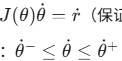 J(θ)θ̇ = ṙ（保证
：θ̇⁻ ≤ θ̇ ≤ θ̇⁺